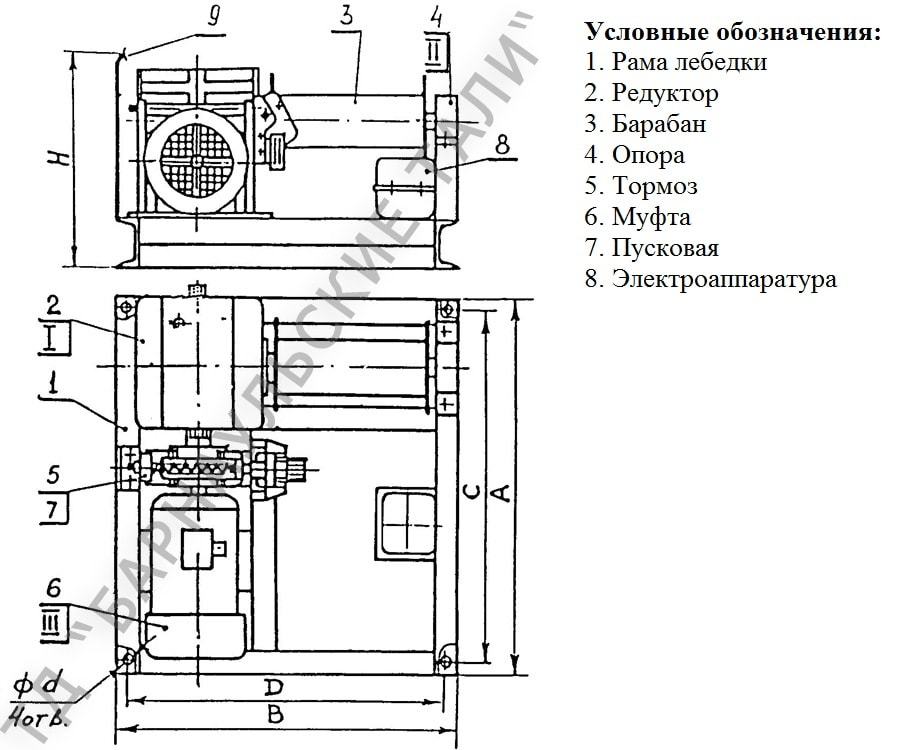 9
3
4
II
Условные обозначения:
1. Рама лебедки
2. Редуктор
3. Барабан
4. Опора
5. Тормоз
6. Муфта
7. Пусковая
8. Электроаппаратура
H
8
2
I
1
5
7
6
III
C
A
ϕ d
4отв.
D
B
ТД "БАРНАУЛЬСКИЕ ТАЛИ"